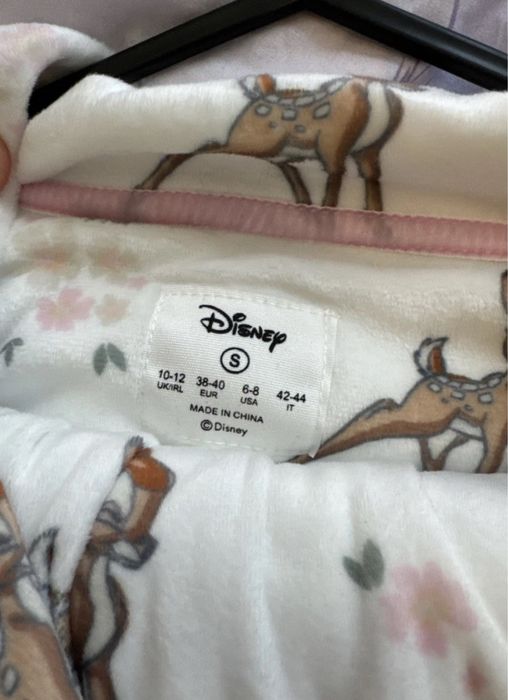 Disney
S
10-12 38-40 6-8 42-44
UK/IRL EUR USA IT
MADE IN CHINA
©Disney